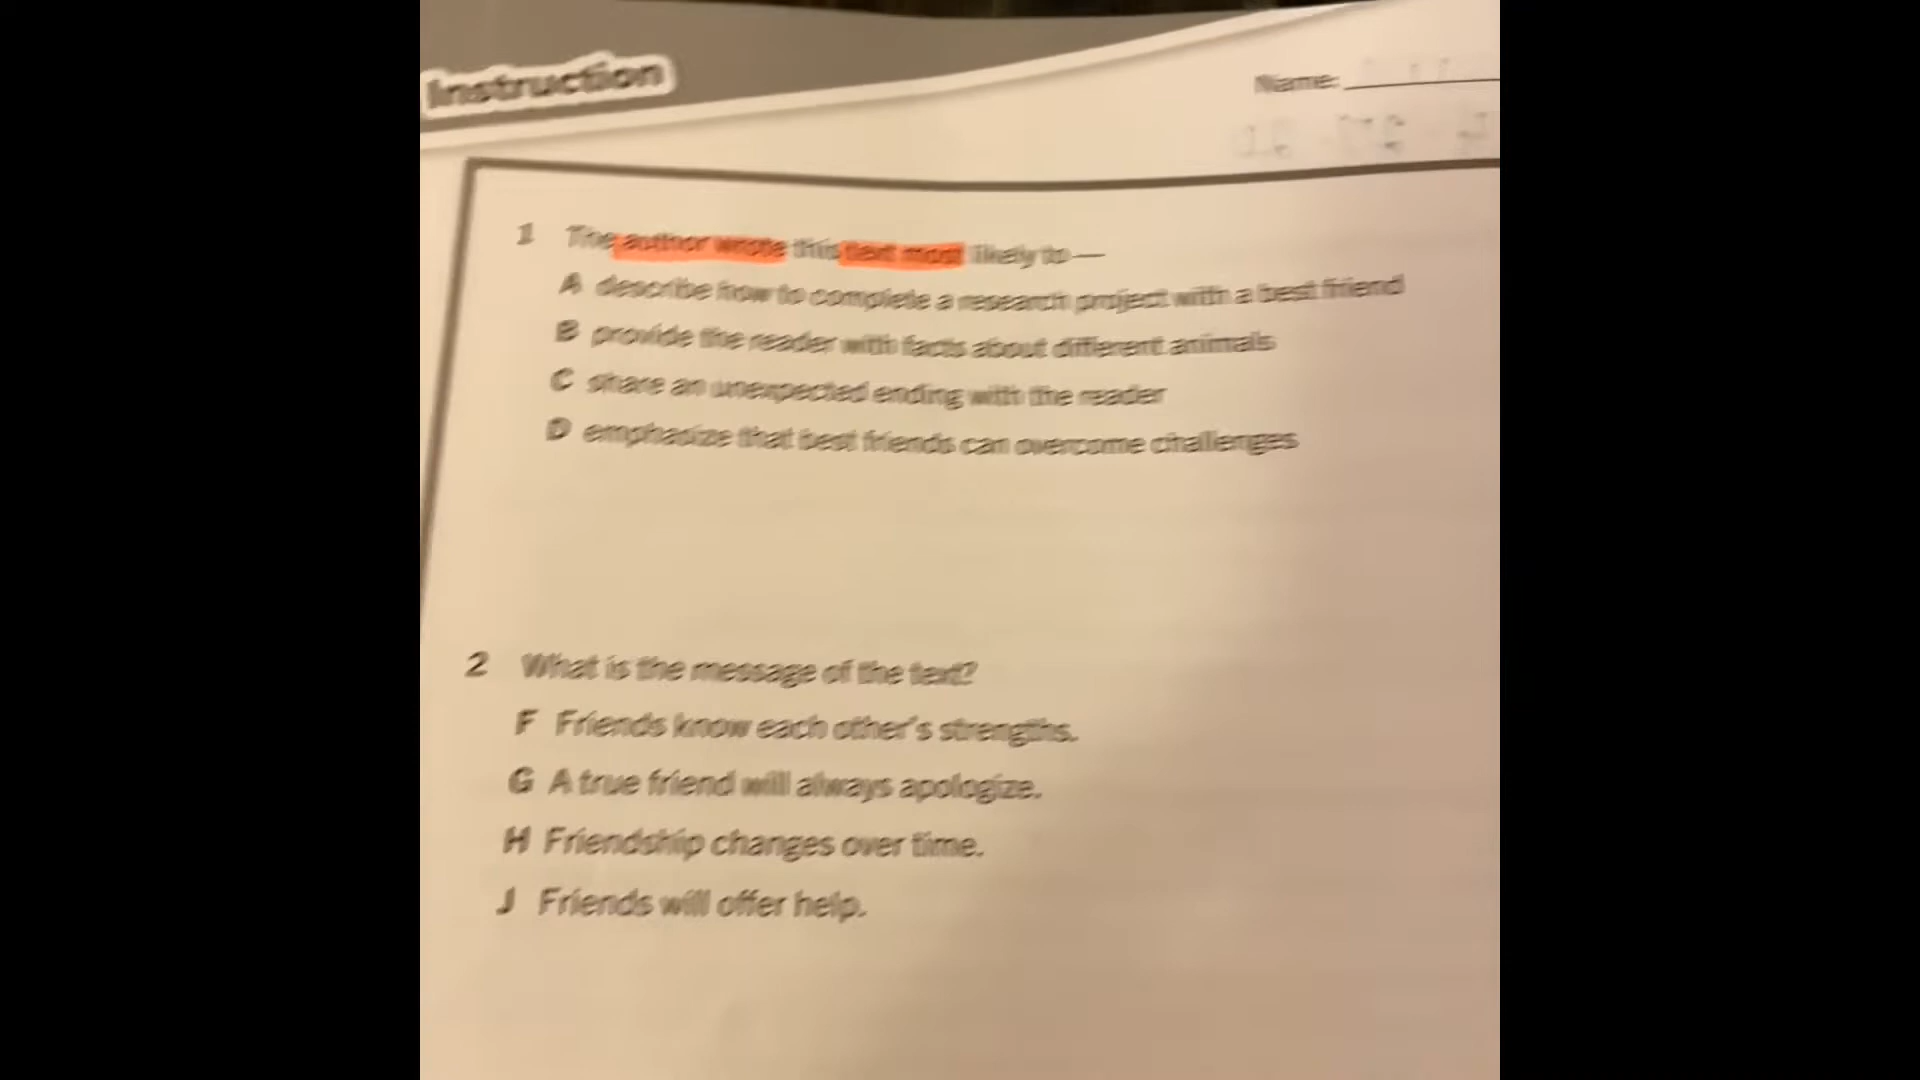 Instruction
Name:
1 The author wrote this text most likely to—
A describe how to complete a research project with a best friend
B provide the reader with facts about different animals
C share an unexpected ending with the reader
D emphasize that best friends can overcome challenges
2 What is the message of the text?
F Friends know each other's strengths.
G A true friend will always apologize.
H Friendship changes over time.
J Friends will offer help.